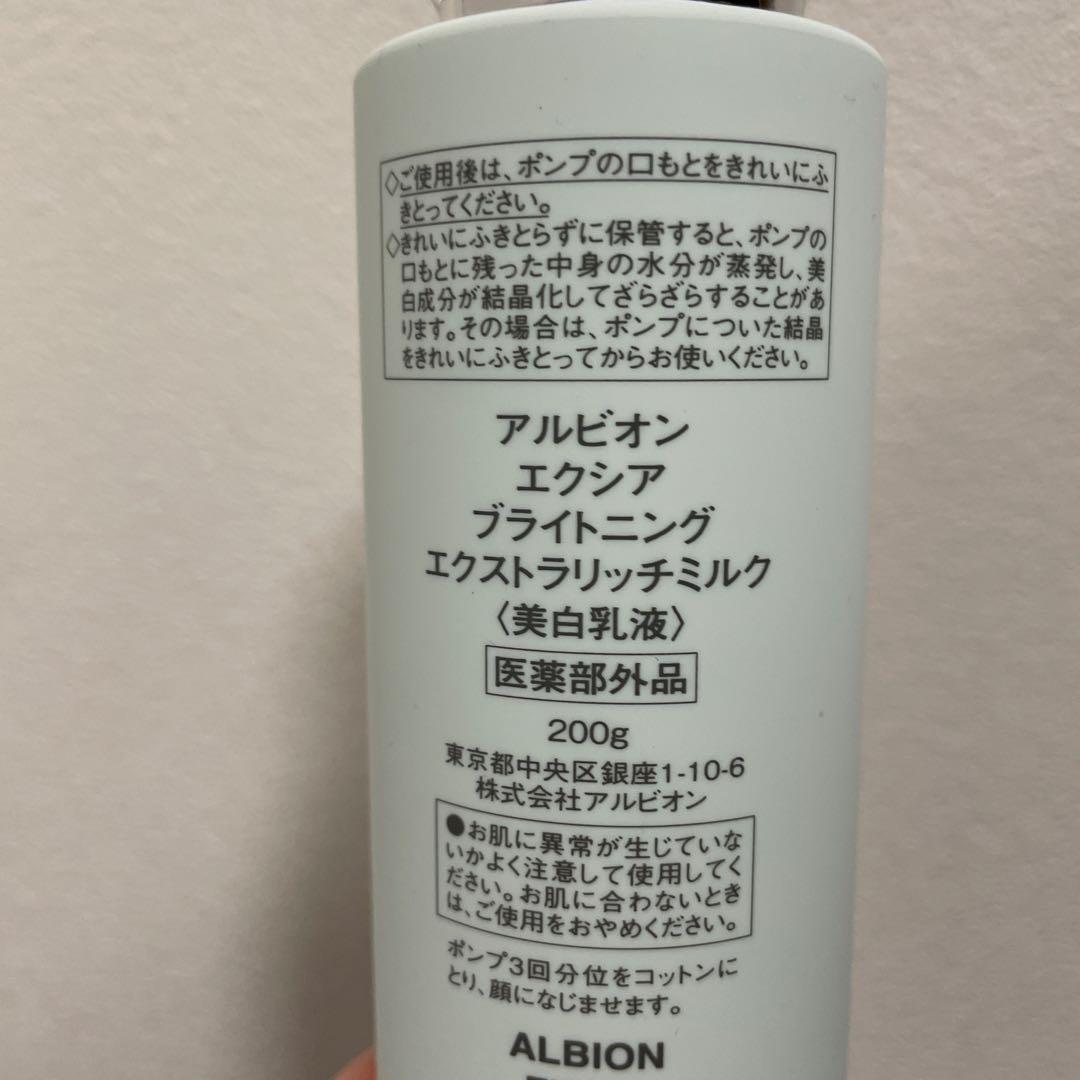 ◇ご使用後は、ポンプの口もとをきれいにふ
きとってください。
◇きれいにふきとらずに保管すると、ポンプの
口もとに残った中身の水分が蒸発し、美
白成分が結晶化してざらざらすることがあ
ります。その場合は、ポンプについた結晶
をきれいにふきとってからお使いください。
アルビオン
エクシア
ブライトニング
エクストラリッチミルク
〈美白乳液〉
医薬部外品
200g
東京都中央区銀座1-10-6
株式会社アルビオン
●お肌に異常が生じていな
いかよく注意して使用してく
ださい。お肌に合わないとき
は、ご使用をおやめください。
ポンプ3回分位をコットンに
とり、顔になじませます。
ALBION